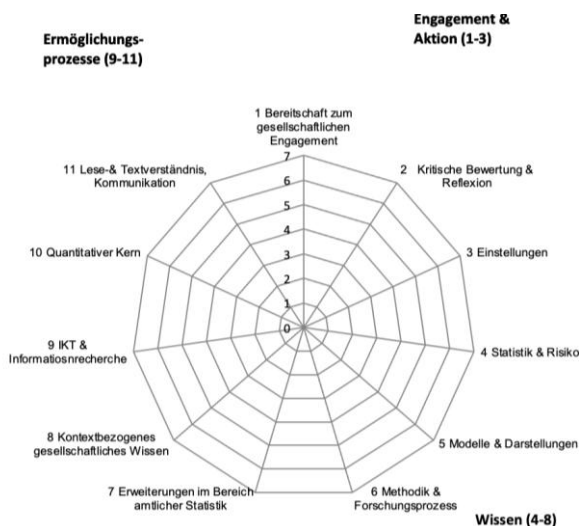 Ermöglichungs-
prozesse (9-11)
Engagement &
Aktion (1-3)
1 Bereitschaft zum
gesellschaftlichen
Engagement
11 Lese-& Textverständnis,
Kommunikation
2 Kritische Bewertung &
Reflexion
10 Quantitativer Kern
3 Einstellungen
7
6
5
4
3
2
1
0
9 IKT &
Informatiosnrecherche
4 Statistik & Risiko
8 Kontextbezogenes
gesellschaftliches Wissen
5 Modelle & Darstellungen
7 Erweiterungen im Bereich
amtlicher Statistik
6 Methodik &
Forschungsprozess
Wissen (4-8)